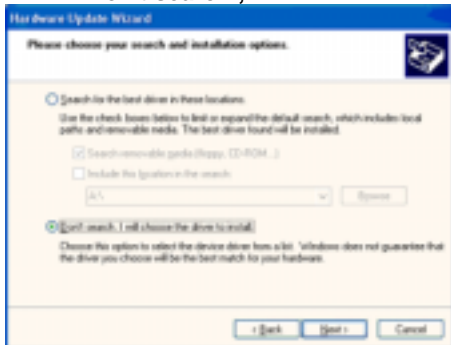 Hardware Update Wizard
Please choose your search and installation options.
Search for the best driver in these locations.
Use the check boxes below to limit or expand the default search, which includes local
paths and removable media. The best driver found will be installed.
Search removable media (floppy, CD-ROM...)
Include this location in the search:
A:\
Browse
Don't search. I will choose the driver to install.
Choose this option to select the device driver from a list. Windows does not guarantee that
the driver you choose will be the best match for your hardware.
< Back
Next >
Cancel